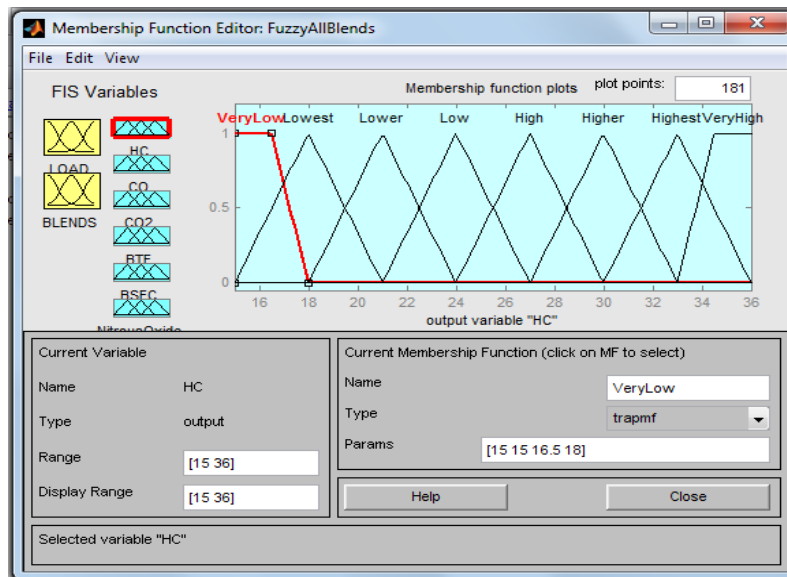 Membership Function Editor: FuzzyAllBlends
File Edit View
FIS Variables
Membership function plots
plot points:
181
LOAD
BLENDS
HC
CO
CO2
BTE
BSEC
NitrousOxide
VeryLow Lowest Lower Low High Higher Highest VeryHigh
1
0.5
0
16 18 20 22 24 26 28 30 32 34 36
output variable "HC"
Current Variable
Name HC
Type output
Range [15 36]
Display Range [15 36]
Current Membership Function (click on MF to select)
Name VeryLow
Type trapmf
Params [15 15 16.5 18]
Help Close
Selected variable "HC"